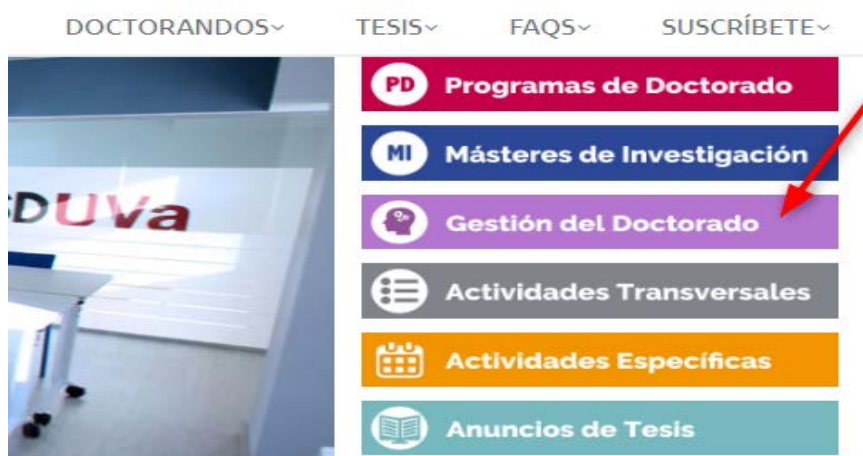 DOCTORANDOS TESIS FAQS SUSCRÍBETE
PD Programas de Doctorado
MI Másteres de Investigación
DUVa
Gestión del Doctorado
Actividades Transversales
Actividades Específicas
Anuncios de Tesis